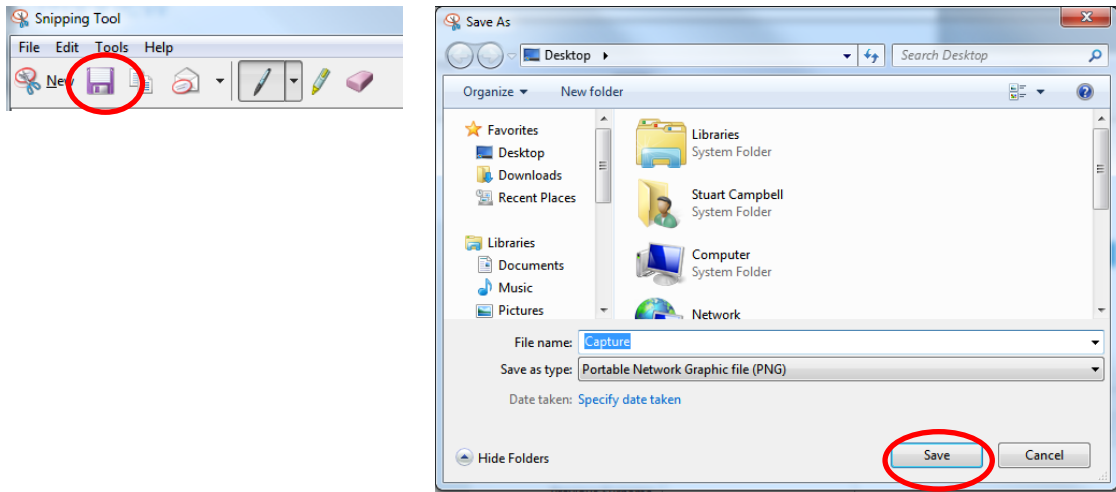 Snipping Tool
File Edit Tools Help
New
Save As
Desktop
Search Desktop
Organize
New folder
Favorites
Desktop
Downloads
Recent Places
Libraries
Documents
Music
Pictures
Libraries
System Folder
Stuart Campbell
System Folder
Computer
System Folder
Network
File name: Capture
Save as type: Portable Network Graphic file (PNG)
Date taken: Specify date taken
Hide Folders
Save
Cancel